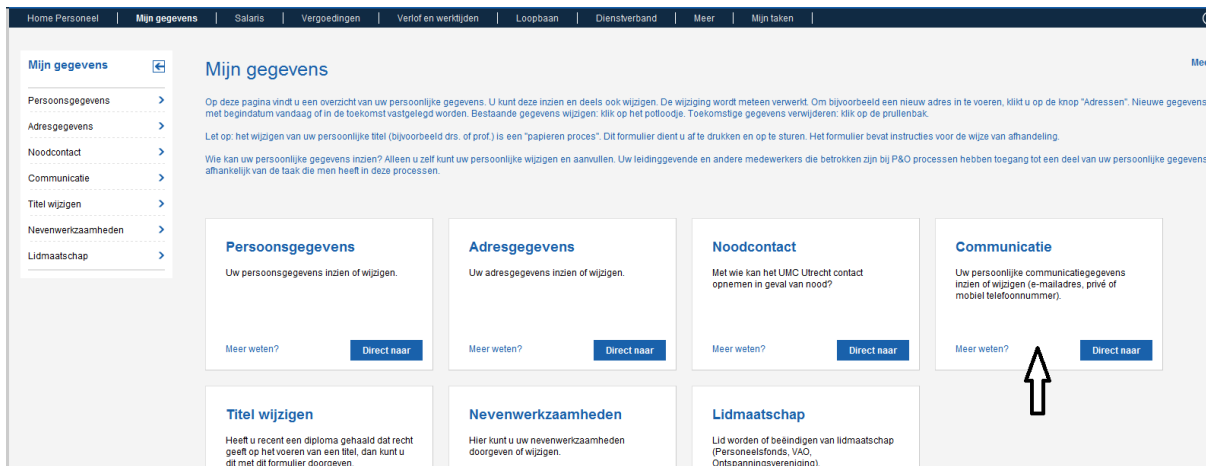 Home Personeel | Mijn gegevens | Salaris | Vergoedingen | Verlof en werktijden | Loopbaan | Dienstverband | Meer | Mijn taken |
Mijn gegevens
Persoonsgegevens
Adresgegevens
Noodcontact
Communicatie
Titel wijzigen
Nevenwerkzaamheden
Lidmaatschap
Mijn gegevens
Op deze pagina vindt u een overzicht van uw persoonlijke gegevens. U kunt deze inzien en deels ook wijzigen. De wijziging wordt meteen verwerkt. Om bijvoorbeeld een nieuw adres in te voeren, klikt u op de knop "Adressen". Nieuwe gegevens
met begindatum vandaag of in de toekomst vastgelegd worden. Bestaande gegevens wijzigen: klik op het potloodje. Toekomstige gegevens verwijderen: klik op de prullenbak.
Let op: het wijzigen van uw persoonlijke titel (bijvoorbeeld drs. of prof.) is een "papieren proces". Dit formulier dient u af te drukken en op te sturen. Het formulier bevat instructies voor de wijze van afhandeling.
Wie kan uw persoonlijke gegevens inzien? Alleen u zelf kunt uw persoonlijke wijzigen en aanvullen. Uw leidinggevende en andere medewerkers die betrokken zijn bij P&O processen hebben toegang tot een deel van uw persoonlijke gegevens
afhankelijk van de taak die men heeft in deze processen.
Persoonsgegevens
Uw persoonsgegevens inzien of wijzigen.
Meer weten? Direct naar
Adresgegevens
Uw adresgegevens inzien of wijzigen.
Meer weten? Direct naar
Noodcontact
Met wie kan het UMC Utrecht contact
opnemen in geval van nood?
Meer weten? Direct naar
Communicatie
Uw persoonlijke communicatiegegevens
inzien of wijzigen (e-mailadres, privé of
mobiel telefoonnummer).
Meer weten? Direct naar
Titel wijzigen
Heeft u recent een diploma gehaald dat recht
geeft op het voeren van een titel, dan kunt u
dit met dit formulier doorgeven.
Nevenwerkzaamheden
Hier kunt u uw nevenwerkzaamheden
doorgeven of wijzigen.
Lidmaatschap
Lid worden of beëindigen van lidmaatschap
(Personeelsfonds, VAO,
Ontspanningsvereniging).